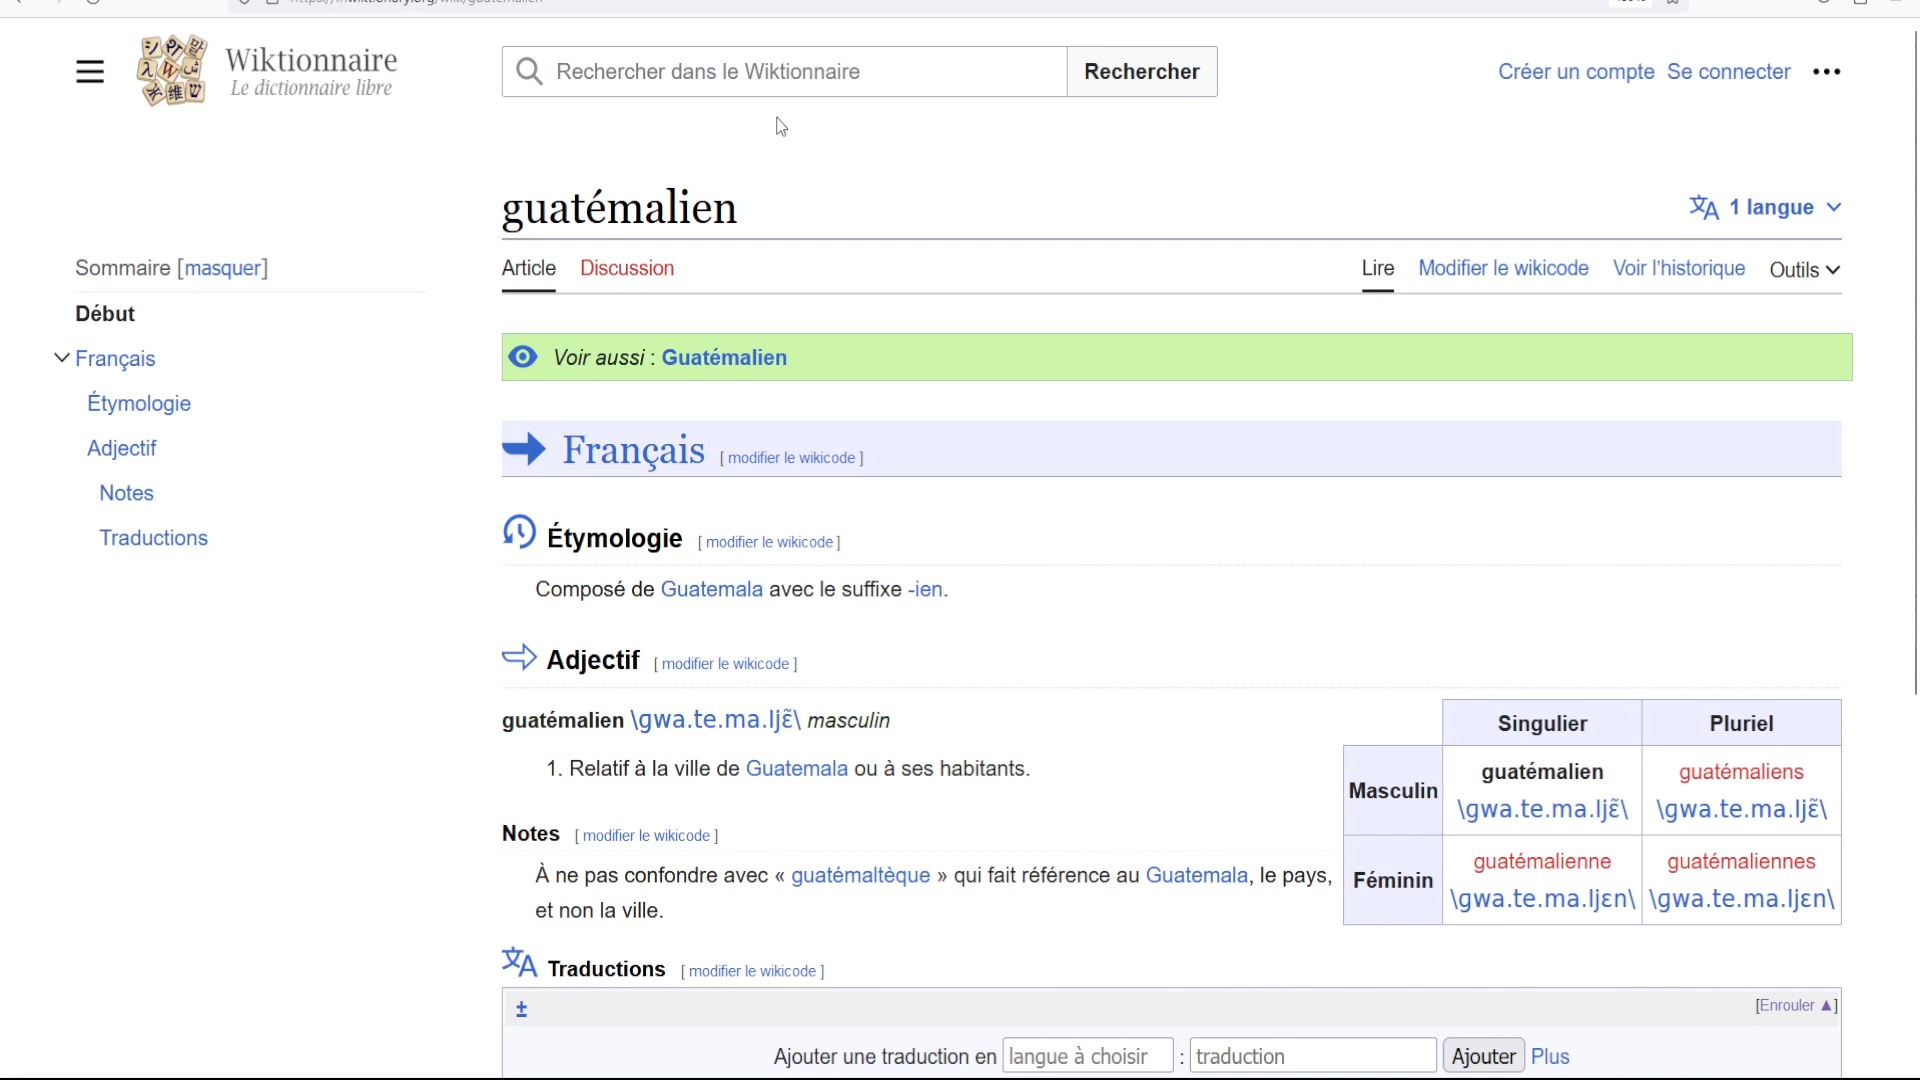 Wiktionnaire
Le dictionnaire libre
Rechercher dans le Wiktionnaire
Rechercher
Créer un compte Se connecter
guatémalien
1 langue
Sommaire [masquer]
Début
Français
Étymologie
Adjectif
Notes
Traductions
Article Discussion
Lire Modifier le wikicode Voir l'historique Outils
Voir aussi : Guatémalien
Français [ modifier le wikicode ]
Étymologie [ modifier le wikicode ]
Composé de Guatemala avec le suffixe -ien.
Adjectif [ modifier le wikicode ]
guatémalien \gwa.te.ma.ljɛ̃\ masculin
1. Relatif à la ville de Guatemala ou à ses habitants.
Singulier Pluriel
Masculin guatémalien guatémaliens
\gwa.te.ma.ljɛ̃\ \gwa.te.ma.ljɛ̃\
Féminin guatémalienne guatémaliennes
\gwa.te.ma.ljɛn\ \gwa.te.ma.ljɛn\
Notes [ modifier le wikicode ]
À ne pas confondre avec « guatémaltèque » qui fait référence au Guatemala, le pays,
et non la ville.
Traductions [ modifier le wikicode ]
± [Enrouler ▲]
Ajouter une traduction en langue à choisir : traduction Ajouter Plus